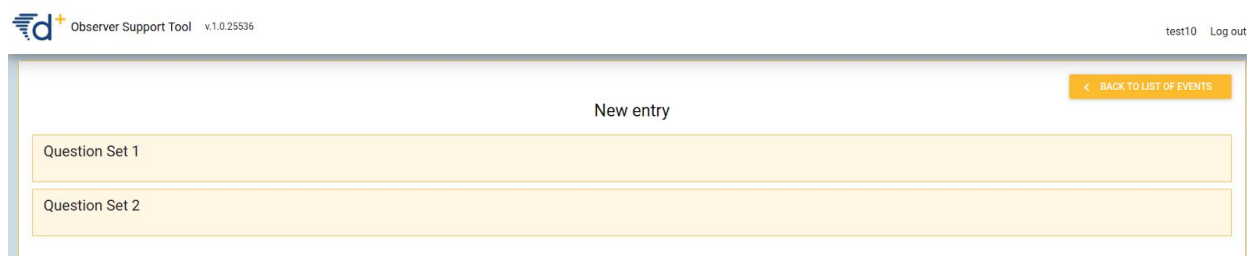 d+ Observer Support Tool v.1.0.25536
test10 Log out
BACK TO LIST OF EVENTS
New entry
Question Set 1
Question Set 2